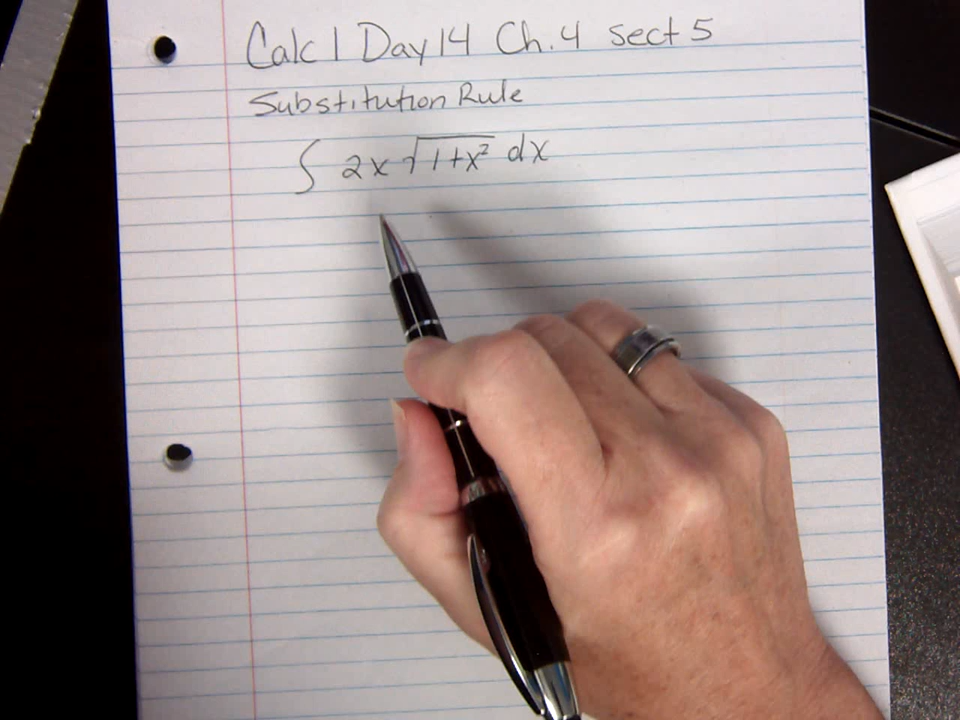 Calc 1 Day 14 Ch. 4 Sect 5
Substitution Rule
∫ 2x √(1+x²) dx